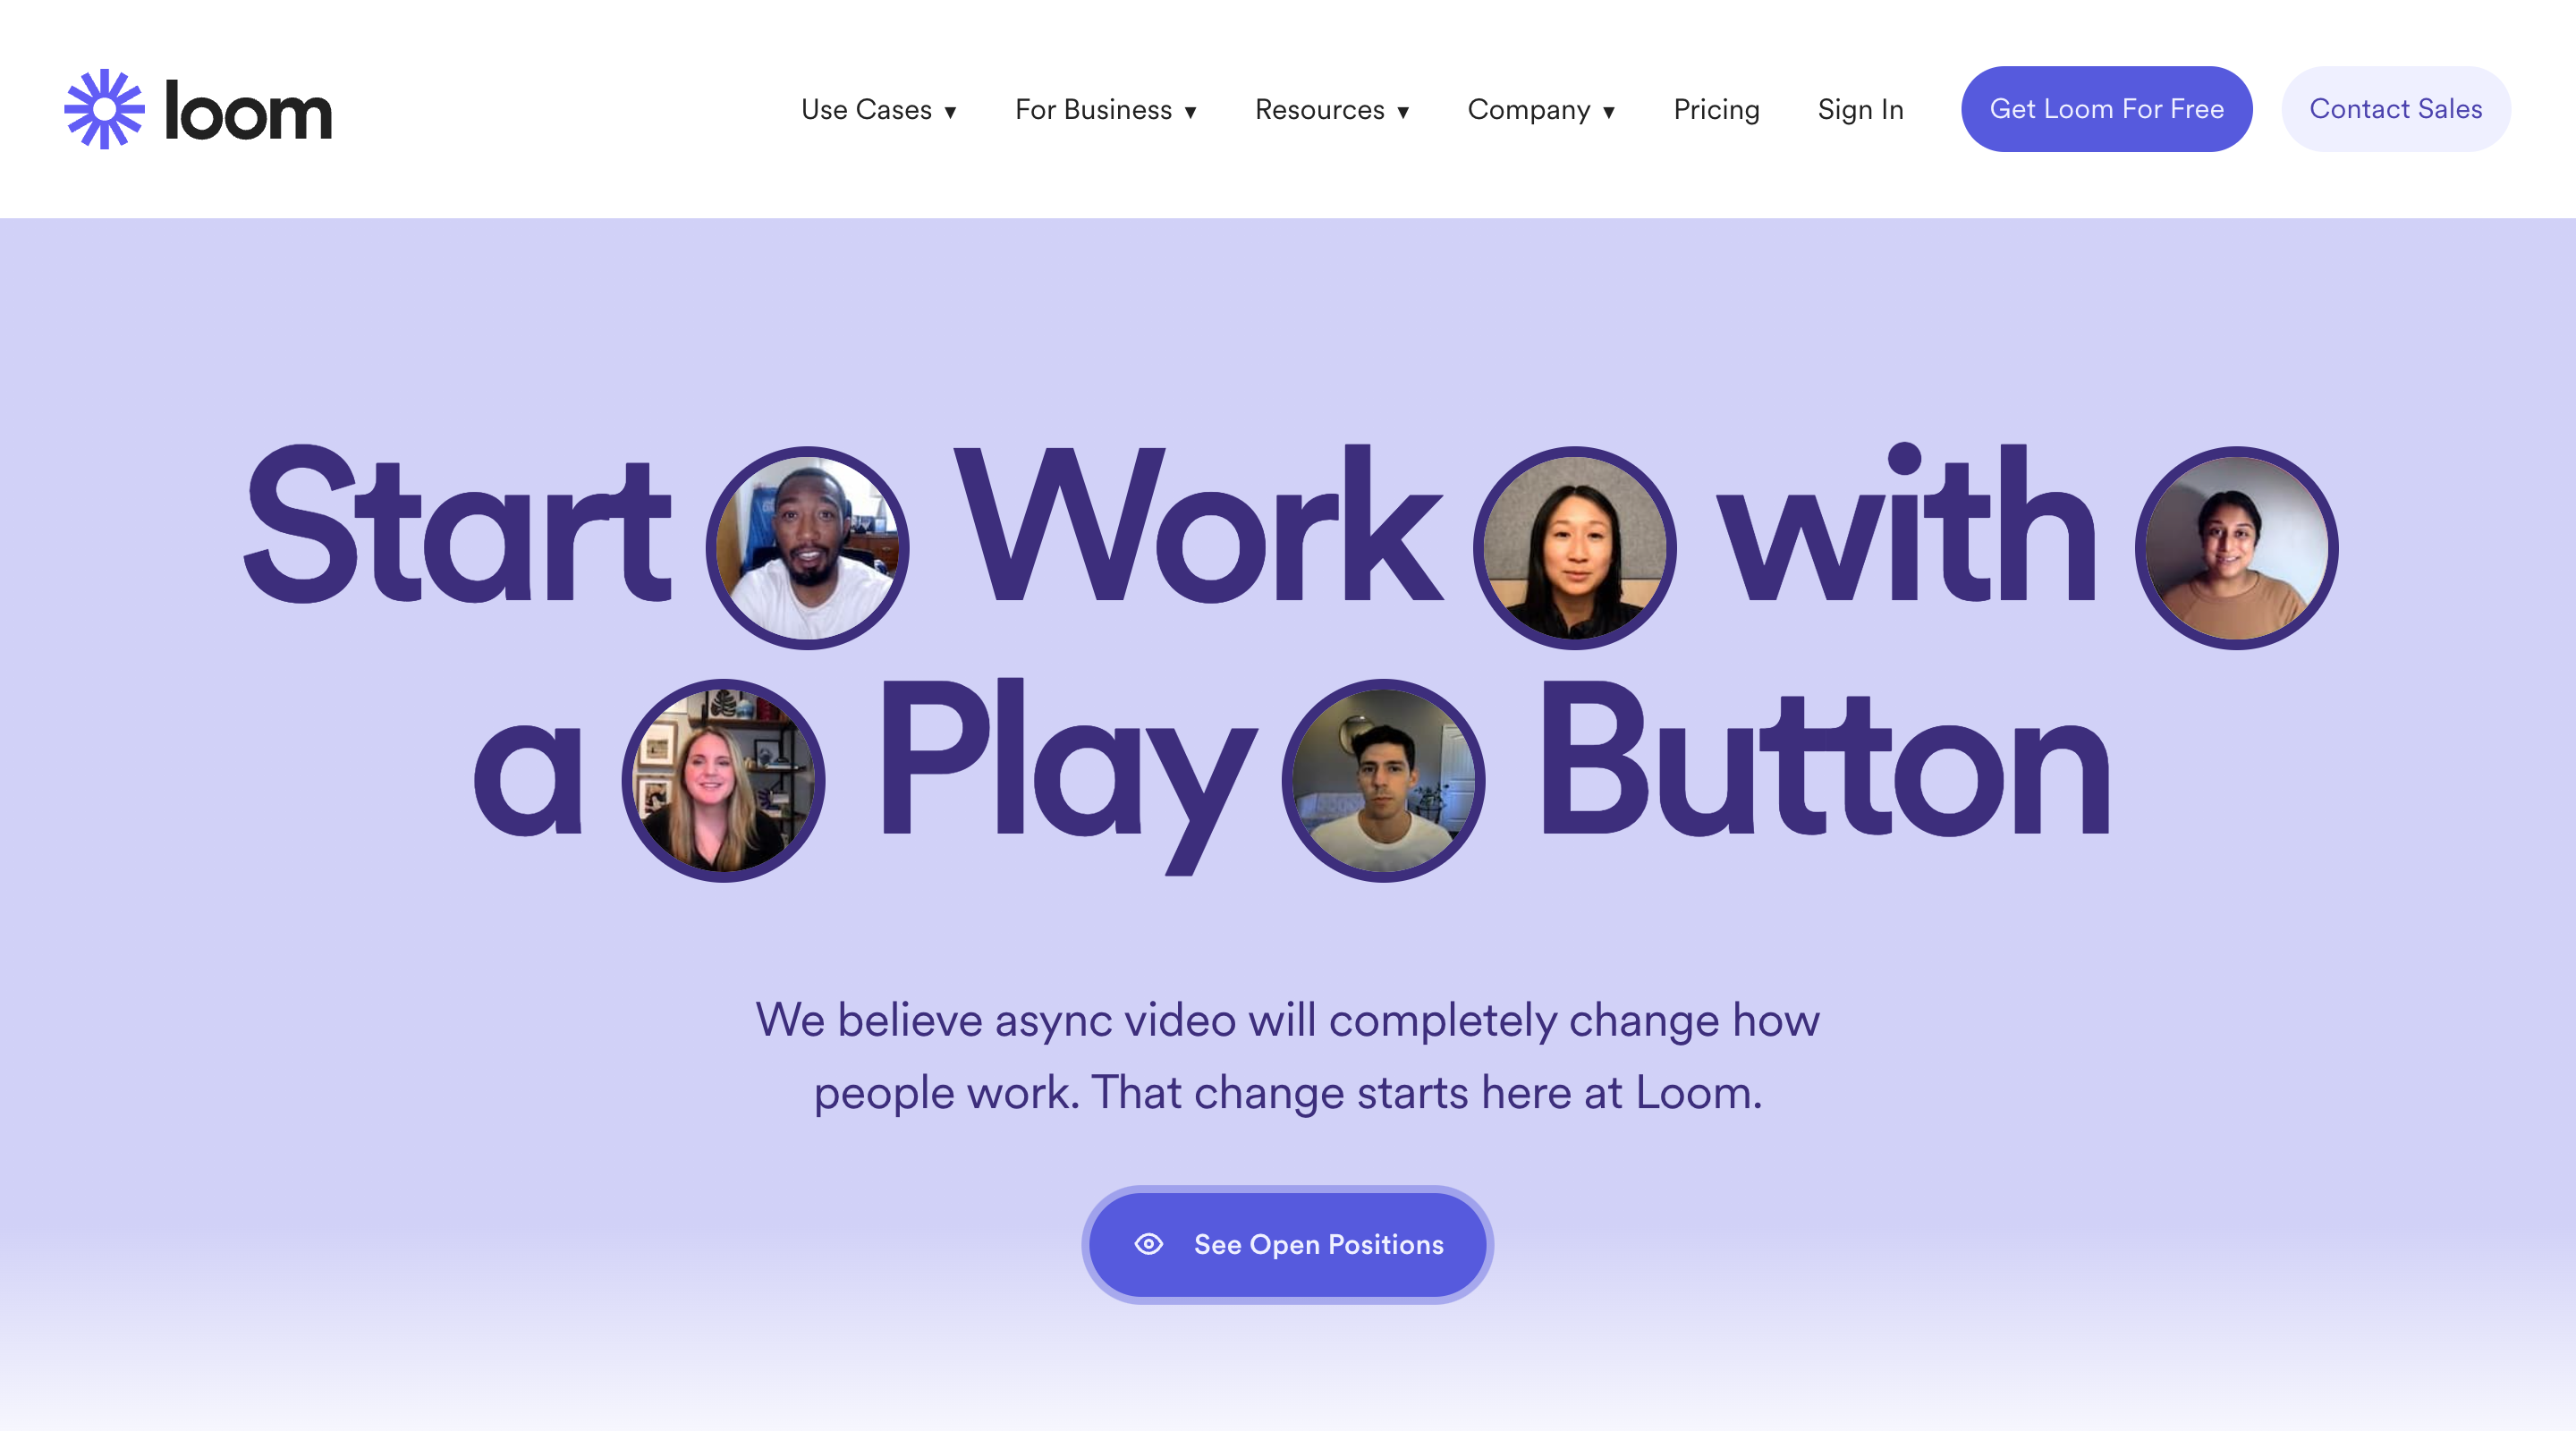 loom
Use Cases ▾ For Business ▾ Resources ▾ Company ▾ Pricing Sign In Get Loom For Free Contact Sales
Start Work with
a Play Button
We believe async video will completely change how
people work. That change starts here at Loom.
See Open Positions